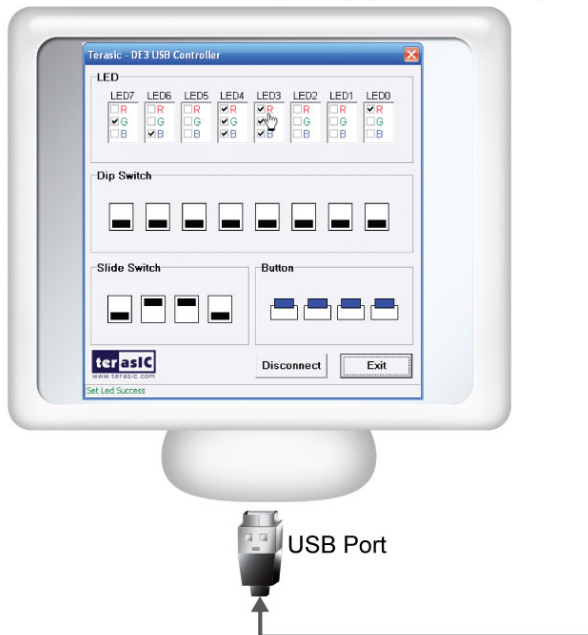 Terasic - DE3 USB Controller
LED
LED7 LED6 LED5 LED4 LED3 LED2 LED1 LED0
R R R R R R R R
G G G G G G G
B B B B B B B B
Dip Switch
Slide Switch Button
terasIC
www.terasic.com
Disconnect Exit
Set Led Success
USB Port